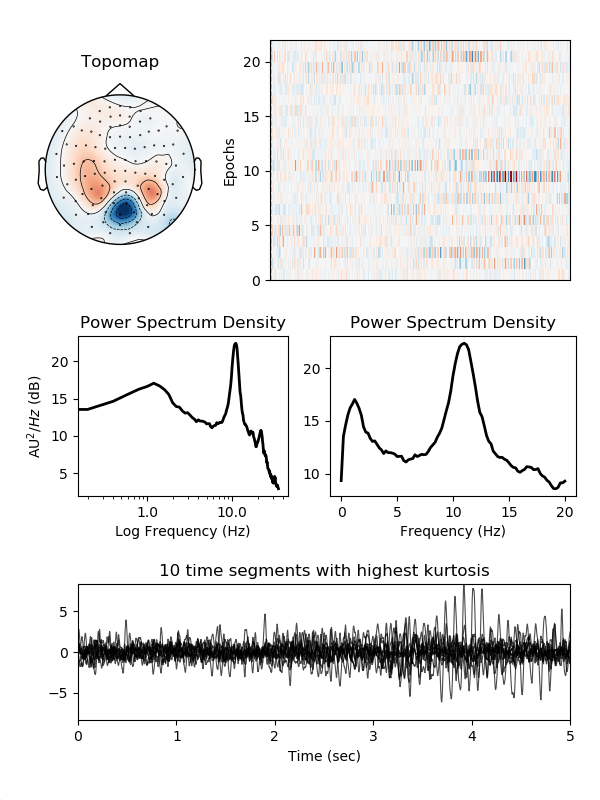 Topomap
Epochs
20
15
10
5
0
Power Spectrum Density
AU²/Hz (dB)
20
15
10
5
1.0 10.0
Log Frequency (Hz)
Power Spectrum Density
20
15
10
0 5 10 15 20
Frequency (Hz)
10 time segments with highest kurtosis
5
0
−5
0 1 2 3 4 5
Time (sec)